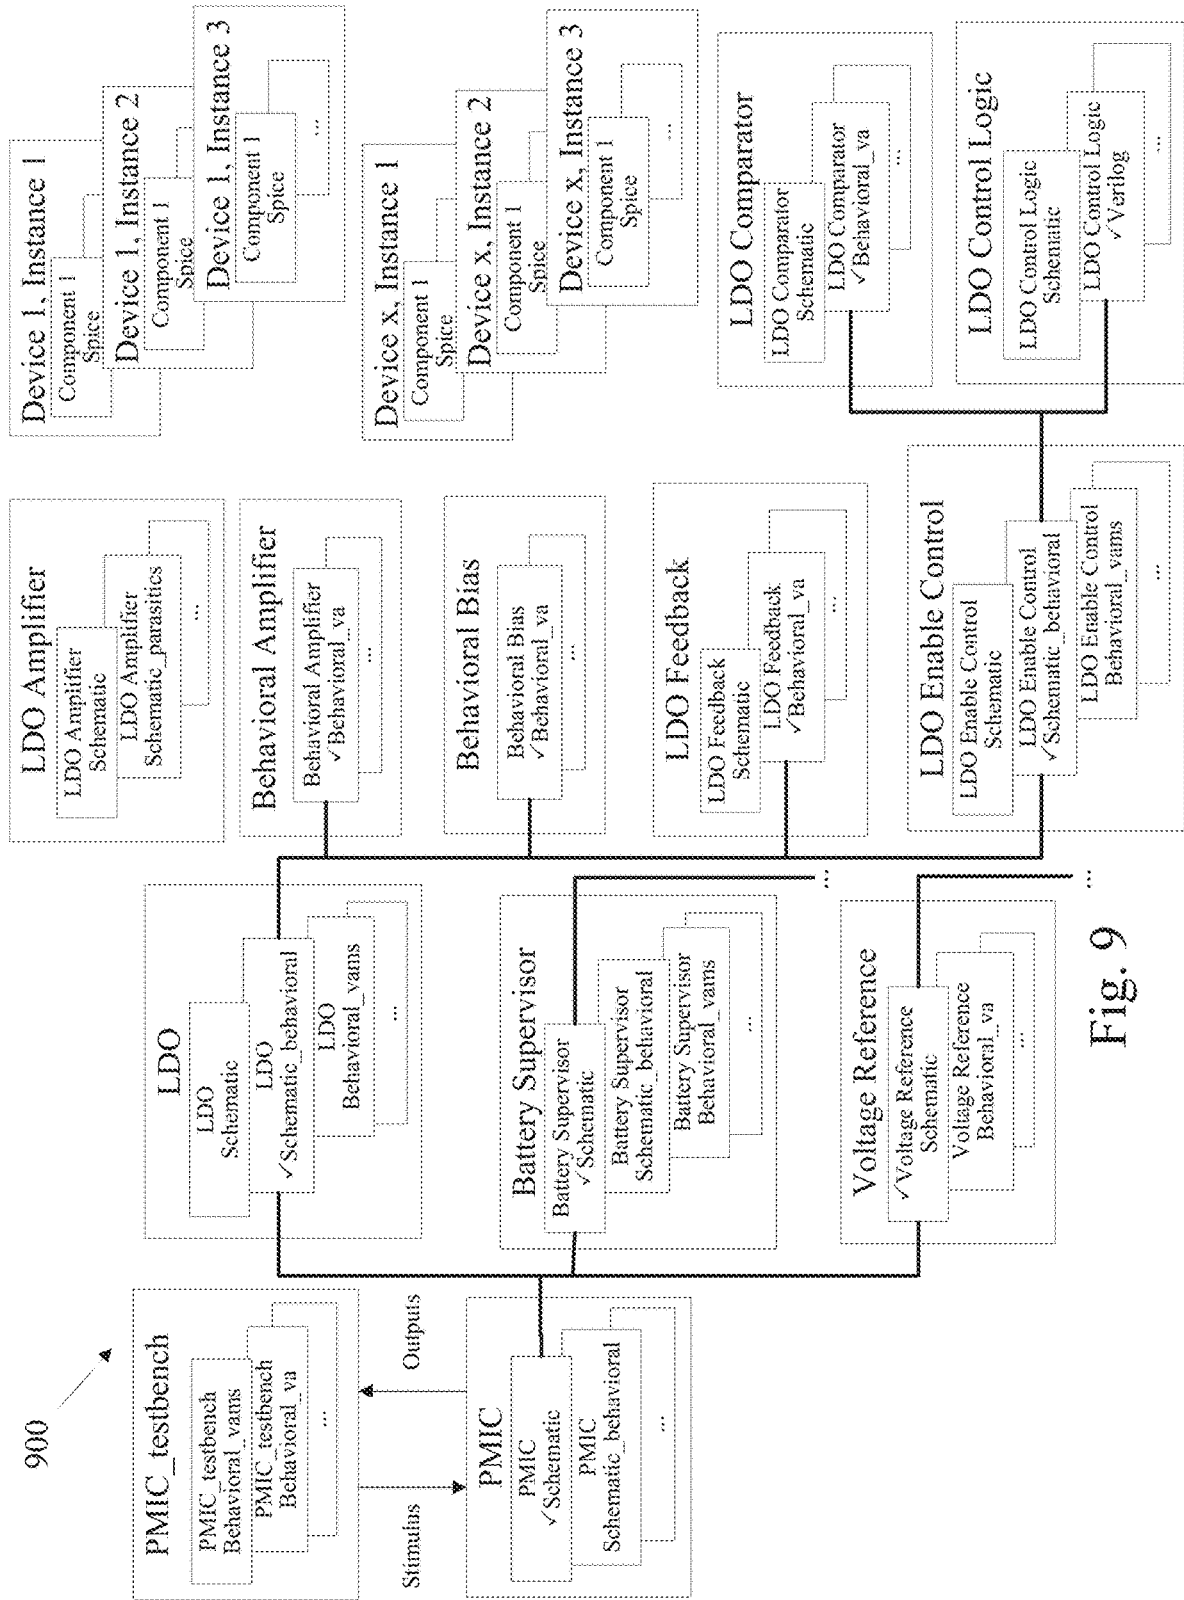 900
PMIC_testbench
PMIC_testbench
Behavioral_vams
PMIC_testbench
Behavioral_va
...
Stimulus
Outputs
PMIC
PMIC
✓Schematic
PMIC
Schematic_behavioral
...
LDO
LDO
Schematic
LDO
✓Schematic_behavioral
LDO
Behavioral_vams
...
Battery Supervisor
Battery Supervisor
✓Schematic
Battery Supervisor
Schematic_behavioral
Battery Supervisor
Behavioral_vams
...
...
Voltage Reference
✓Voltage Reference
Schematic
Voltage Reference
Behavioral_va
...
...
LDO Amplifier
LDO Amplifier
Schematic
LDO Amplifier
Schematic_parasitics
...
Behavioral Amplifier
Behavioral Amplifier
✓Behavioral_va
...
Behavioral Bias
Behavioral Bias
✓Behavioral_va
...
LDO Feedback
LDO Feedback
Schematic
LDO Feedback
✓Behavioral_va
...
LDO Enable Control
LDO Enable Control
Schematic
LDO Enable Control
✓Schematic_behavioral
LDO Enable Control
Behavioral_vams
...
Device 1, Instance 1
Component 1
Spice
Device 1, Instance 2
Component 1
Spice
Device 1, Instance 3
Component 1
Spice
...
Device x, Instance 1
Component 1
Spice
Device x, Instance 2
Component 1
Spice
Device x, Instance 3
Component 1
Spice
...
LDO Comparator
LDO Comparator
Schematic
LDO Comparator
✓Behavioral_va
...
LDO Control Logic
LDO Control Logic
Schematic
LDO Control Logic
✓Verilog
...
Fig. 9